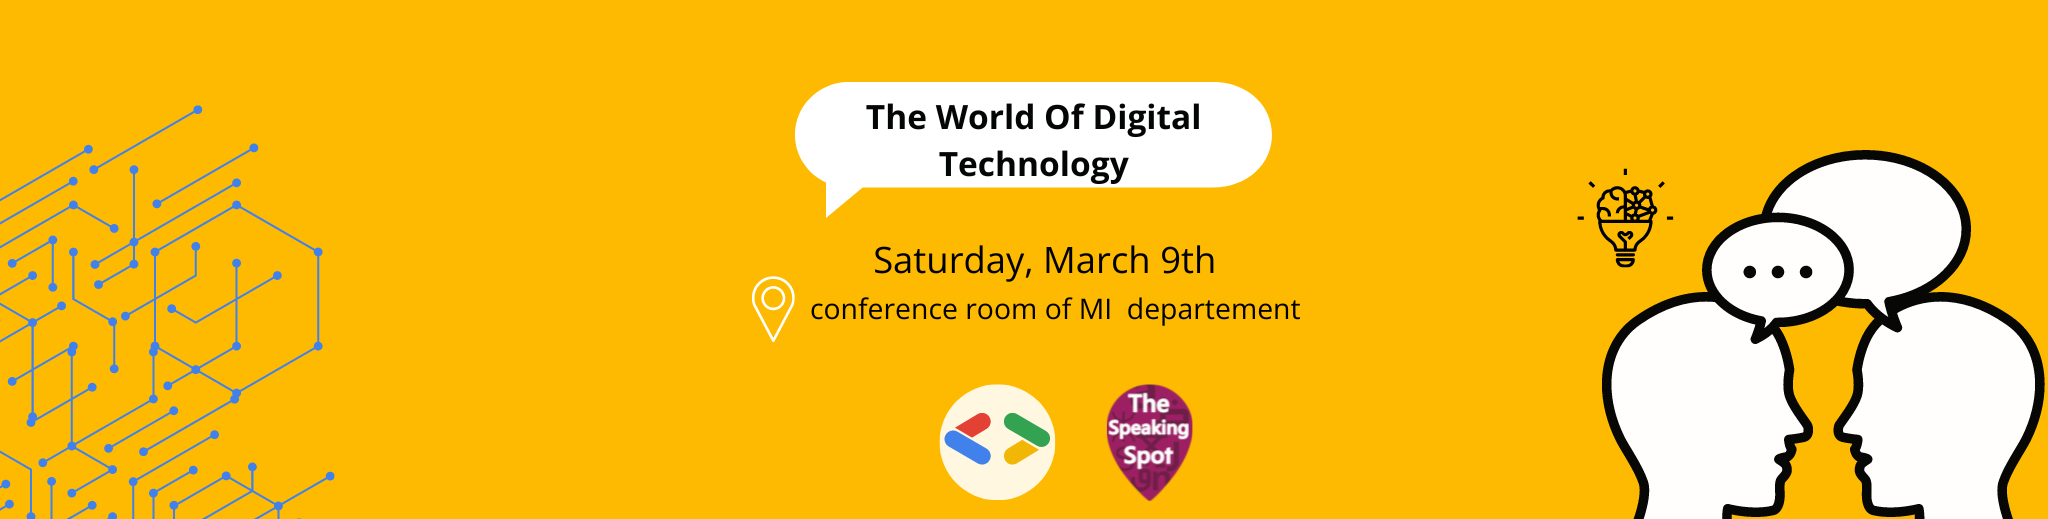 The World Of Digital
Technology
Saturday, March 9th
conference room of MI  departement
The
Speaking
Spot